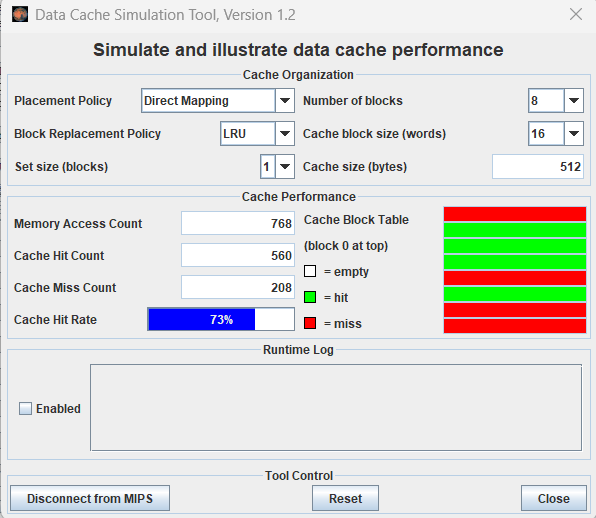 Data Cache Simulation Tool, Version 1.2
Simulate and illustrate data cache performance
Cache Organization
Placement Policy Direct Mapping Number of blocks 8
Block Replacement Policy LRU Cache block size (words) 16
Set size (blocks) 1 Cache size (bytes) 512
Cache Performance
Memory Access Count 768 Cache Block Table
Cache Hit Count 560 (block 0 at top)
Cache Miss Count 208 = empty
= hit
Cache Hit Rate 73% = miss
Runtime Log
Enabled
Tool Control
Disconnect from MIPS Reset Close